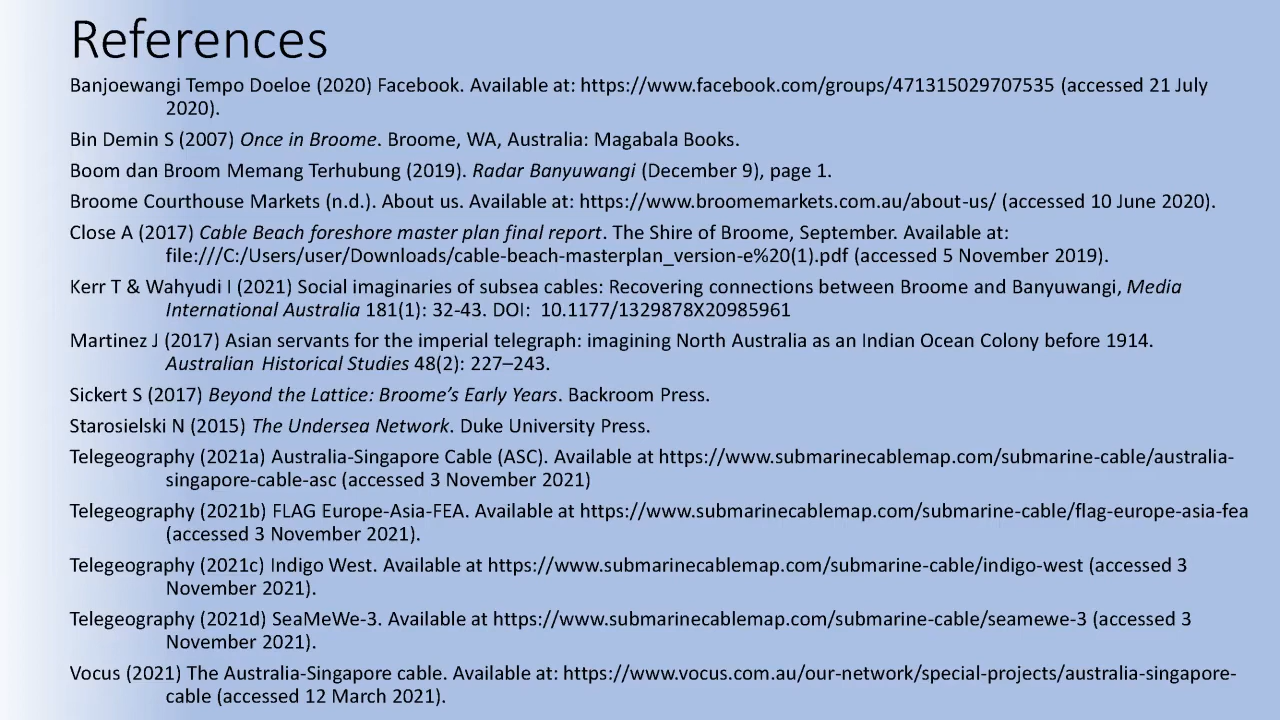 References
Banjoewangi Tempo Doeloe (2020) Facebook. Available at: https://www.facebook.com/groups/471315029707535 (accessed 21 July
2020).
Bin Demin S (2007) Once in Broome. Broome, WA, Australia: Magabala Books.
Boom dan Broom Memang Terhubung (2019). Radar Banyuwangi (December 9), page 1.
Broome Courthouse Markets (n.d.). About us. Available at: https://www.broomemarkets.com.au/about-us/ (accessed 10 June 2020).
Close A (2017) Cable Beach foreshore master plan final report. The Shire of Broome, September. Available at:
file:///C:/Users/user/Downloads/cable-beach-masterplan_version-e%20(1).pdf (accessed 5 November 2019).
Kerr T & Wahyudi I (2021) Social imaginaries of subsea cables: Recovering connections between Broome and Banyuwangi, Media
International Australia 181(1): 32-43. DOI: 10.1177/1329878X20985961
Martinez J (2017) Asian servants for the imperial telegraph: imagining North Australia as an Indian Ocean Colony before 1914.
Australian Historical Studies 48(2): 227–243.
Sickert S (2017) Beyond the Lattice: Broome’s Early Years. Backroom Press.
Starosielski N (2015) The Undersea Network. Duke University Press.
Telegeography (2021a) Australia-Singapore Cable (ASC). Available at https://www.submarinecablemap.com/submarine-cable/australia-
singapore-cable-asc (accessed 3 November 2021)
Telegeography (2021b) FLAG Europe-Asia-FEA. Available at https://www.submarinecablemap.com/submarine-cable/flag-europe-asia-fea
(accessed 3 November 2021).
Telegeography (2021c) Indigo West. Available at https://www.submarinecablemap.com/submarine-cable/indigo-west (accessed 3
November 2021).
Telegeography (2021d) SeaMeWe-3. Available at https://www.submarinecablemap.com/submarine-cable/seamewe-3 (accessed 3
November 2021).
Vocus (2021) The Australia-Singapore cable. Available at: https://www.vocus.com.au/our-network/special-projects/australia-singapore-
cable (accessed 12 March 2021).